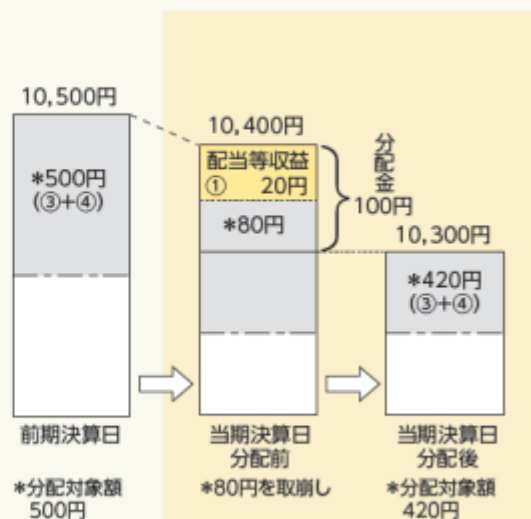 10,500円
*500円
(③+④)
前期決算日
*分配対象額
500円
10,400円
配当等収益
① 20円
*80円
分配金
100円
当期決算日
分配前
*80円を取崩し
10,300円
*420円
(③+④)
当期決算日
分配後
*分配対象額
420円